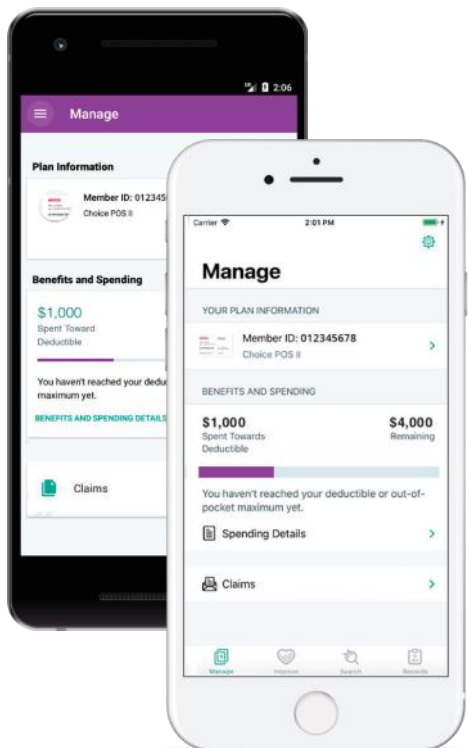 2:06
Manage
Plan Information
Member ID: 012345
Choice POS II
Benefits and Spending
$1,000
Spent Toward
Deductible
You haven't reached your dedu
maximum yet.
BENEFITS AND SPENDING DETAILS
Claims
Carrier
2:01 PM
Manage
YOUR PLAN INFORMATION
Member ID: 012345678
Choice POS II
BENEFITS AND SPENDING
$1,000
$4,000
Spent Towards
Remaining
Deductible
You haven't reached your deductible or out-of-
pocket maximum yet.
Spending Details
Claims
Manage
Improve
Search
Records